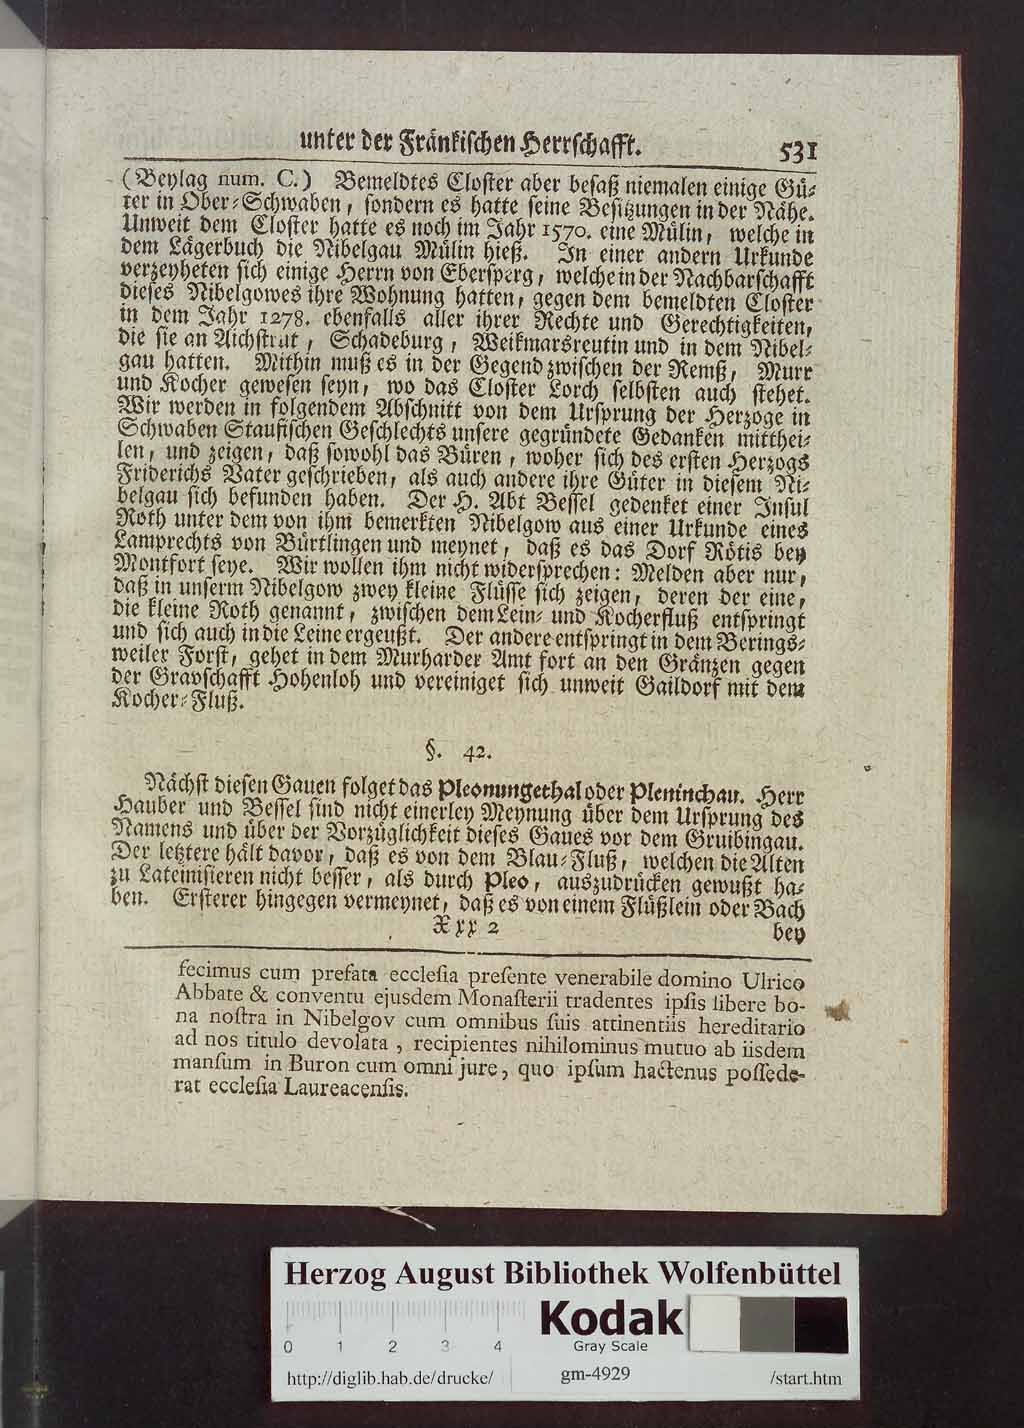 unter der Fränkischen Herrschafft. 531
(Beylag num. C.) Bemeldtes Closter aber besaß niemalen einige Gü-
ter in Ober-Schwaben, sondern es hatte seine Besitzungen in der Nähe.
Unweit dem Closter hatte es noch im Jahr 1570. eine Mülin, welche in
dem Lägerbuch die Nibelgau Mülin hieß. In einer andern Urkunde
verzeyheten sich einige Herrn von Ebersperg, welche in der Nachbarschafft
dieses Nibelgowes ihre Wohnung hatten, gegen dem bemeldten Closter
in dem Jahr 1278. ebenfalls aller ihrer Rechte und Gerechtigkeiten,
die sie an Aichstrut, Schadeburg, Weikmarsreutin und in dem Nibel-
gau hatten. Mithin muß es in der Gegend zwischen der Remß, Murr
und Kocher gewesen seyn, wo das Closter Lorch selbsten auch stehet.
Wir werden in folgendem Abschnitt von dem Ursprung der Herzoge in
Schwaben Staufischen Geschlechts unsere gegründete Gedanken mitthei-
len, und zeigen, daß sowohl das Büren, woher sich des ersten Herzogs
Friderichs Vater geschrieben, als auch andere ihre Güter in diesem Ni-
belgau sich befunden haben. Der H. Abt Bessel gedenket einer Insul
Roth unter dem von ihm bemerkten Nibelgow aus einer Urkunde eines
Lamprechts von Bürtlingen und meynet, daß es das Dorf Rötis bey
Montfort seye. Wir wollen ihm nicht widersprechen: Melden aber nur,
daß in unserm Nibelgow zwey kleine Flüsse sich zeigen, deren der eine,
die kleine Roth genannt, zwischen dem Lein- und Kocherfluß entspringt
und sich auch in die Leine ergeußt. Der andere entspringt in dem Berings-
weiler Forst, gehet in dem Murharder Amt fort an den Gränzen gegen
der Gravschafft Hohenloh und vereiniget sich unweit Gaildorf mit dem
Kocher-Fluß.
§. 42.
Nächst diesen Gauen folget das Pleonungethal oder Pleninchau. Herr
Hauber und Bessel sind nicht einerley Meynung über dem Ursprung des
Namens und über der Vorzüglichkeit dieses Gaues vor dem Gruibingau.
Der letztere hält davor, daß es von dem Blau-Fluß, welchen die Alten
zu Lateinisieren nicht besser, als durch Pleo, auszudrücken gewußt ha-
ben. Ersterer hingegen vermeynet, daß es von einem Flüßlein oder Bach
Xxx 2 bey
fecimus cum prefata ecclesia presente venerabile domino Ulrico
Abbate & conventu ejusdem Monasterii tradentes ipsis libere bo-
na nostra in Nibelgov cum omnibus suis attinentiis hereditario
ad nos titulo devolata, recipientes nihilominus mutuo ab iisdem
mansum in Buron cum omni jure, quo ipsum hactenus possede-
rat ecclesia Laureacensis.
Herzog August Bibliothek Wolfenbüttel
Kodak
Gray Scale
0 1 2 3 4
http://diglib.hab.de/drucke/ gm-4929 /start.htm